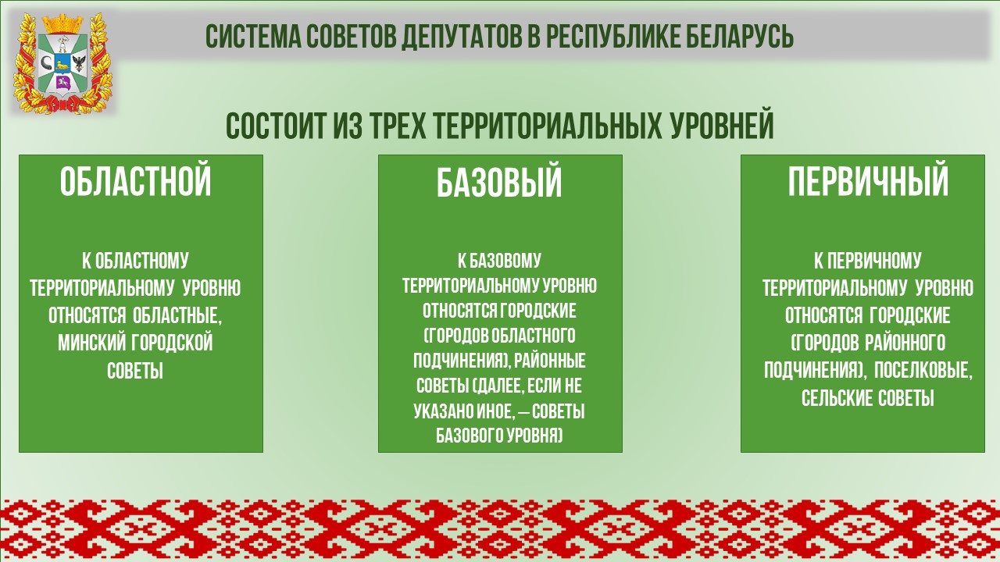 СИСТЕМА СОВЕТОВ ДЕПУТАТОВ В РЕСПУБЛИКЕ БЕЛАРУСЬ
СОСТОИТ ИЗ ТРЕХ ТЕРРИТОРИАЛЬНЫХ УРОВНЕЙ
ОБЛАСТНОЙ
К ОБЛАСТНОМУ
ТЕРРИТОРИАЛЬНОМУ УРОВНЮ
ОТНОСЯТСЯ ОБЛАСТНЫЕ,
МИНСКИЙ ГОРОДСКОЙ
СОВЕТЫ
БАЗОВЫЙ
К БАЗОВОМУ
ТЕРРИТОРИАЛЬНОМУ УРОВНЮ
ОТНОСЯТСЯ ГОРОДСКИЕ
(ГОРОДОВ ОБЛАСТНОГО
ПОДЧИНЕНИЯ), РАЙОННЫЕ
СОВЕТЫ (ДАЛЕЕ, ЕСЛИ НЕ
УКАЗАНО ИНОЕ, – СОВЕТЫ
БАЗОВОГО УРОВНЯ)
ПЕРВИЧНЫЙ
К ПЕРВИЧНОМУ
ТЕРРИТОРИАЛЬНОМУ УРОВНЮ
ОТНОСЯТСЯ ГОРОДСКИЕ
(ГОРОДОВ РАЙОННОГО
ПОДЧИНЕНИЯ), ПОСЕЛКОВЫЕ,
СЕЛЬСКИЕ СОВЕТЫ